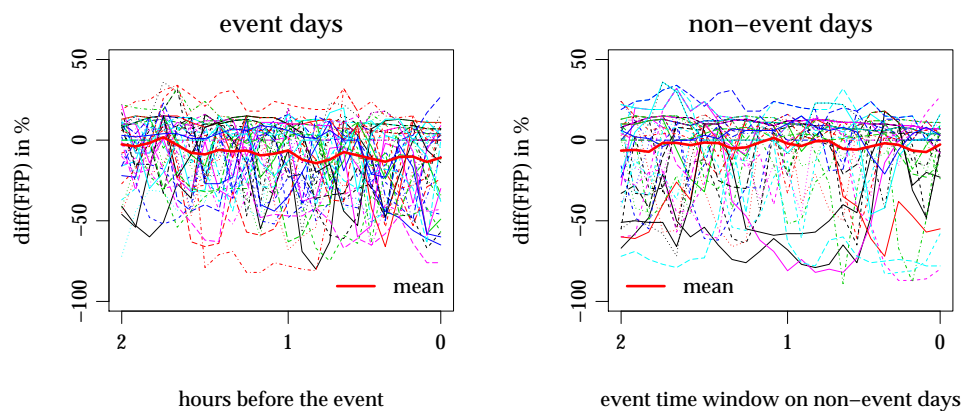 event days
diff(FFP) in %
50
0
−50
−100
mean
2
1
0
hours before the event
non−event days
diff(FFP) in %
50
0
−50
−100
mean
2
1
0
event time window on non−event days